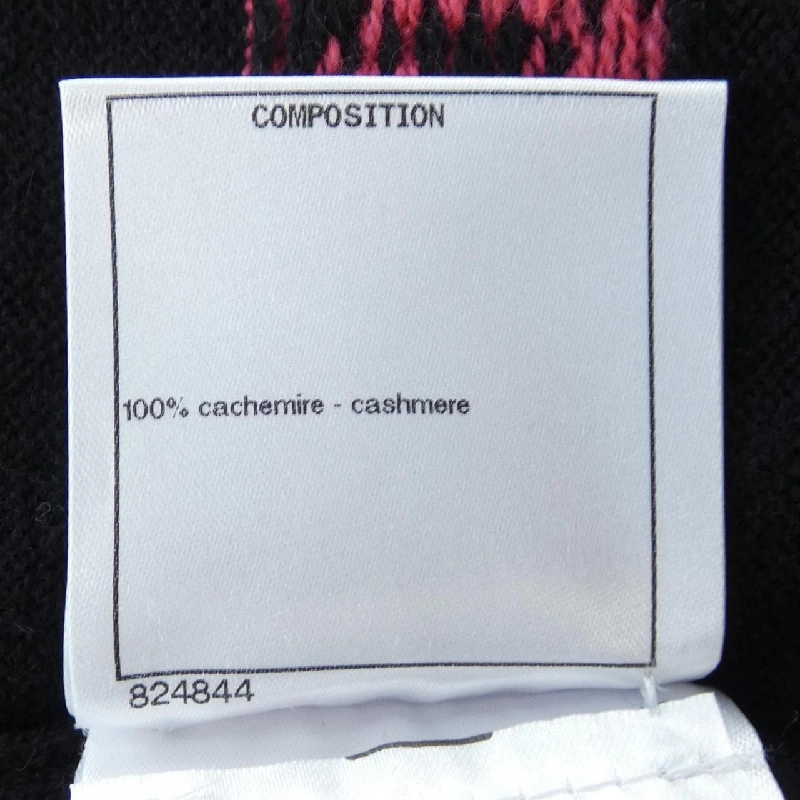 COMPOSITION
100% cachemire - cashmere
824844